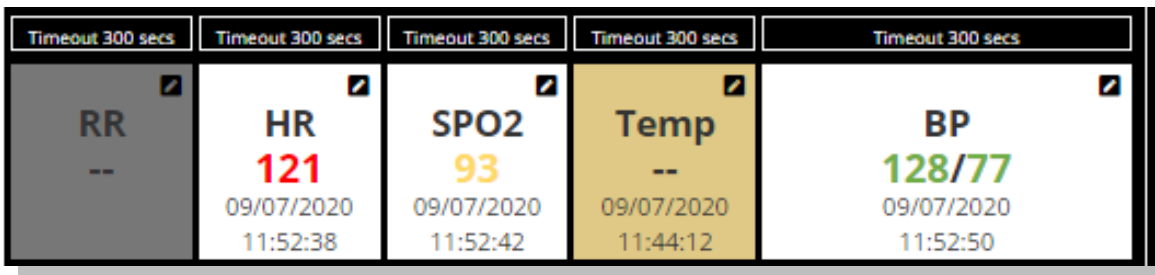 Timeout 300 secs Timeout 300 secs Timeout 300 secs Timeout 300 secs Timeout 300 secs
RR HR SPO2 Temp BP
-- 121 93 -- 128/77
09/07/2020 09/07/2020 09/07/2020 09/07/2020
11:52:38 11:52:42 11:44:12 11:52:50